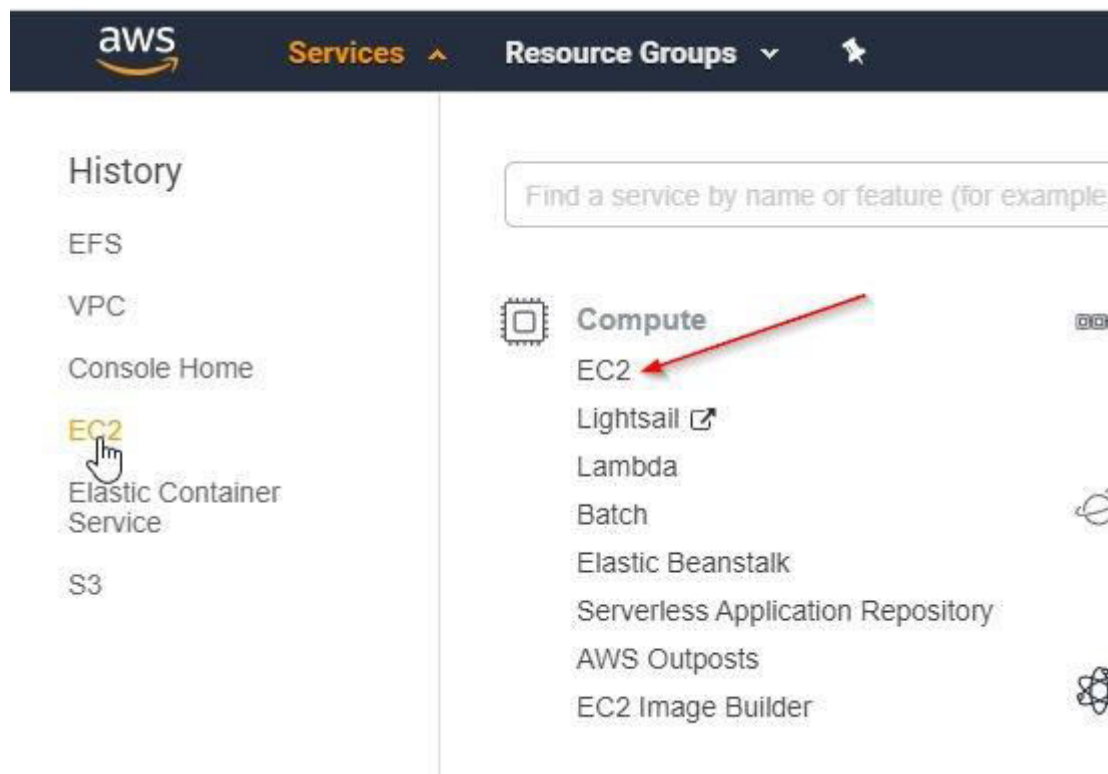 aws
Services
Resource Groups
History
EFS
VPC
Console Home
EC2
Elastic Container
Service
S3
Find a service by name or feature (for example
Compute
EC2
Lightsail
Lambda
Batch
Elastic Beanstalk
Serverless Application Repository
AWS Outposts
EC2 Image Builder